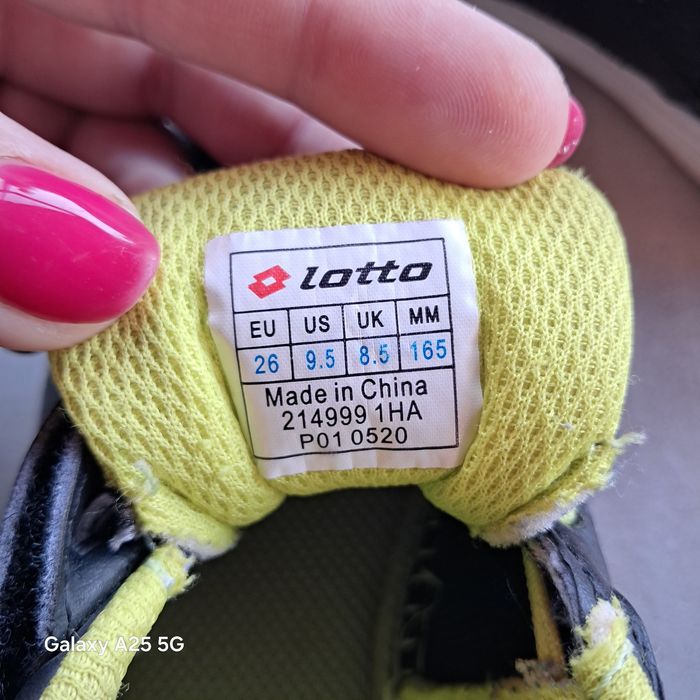 lotto
EU US UK MM
26 9.5 8.5 165
Made in China
214999 1HA
P01 0520
Galaxy A25 5G